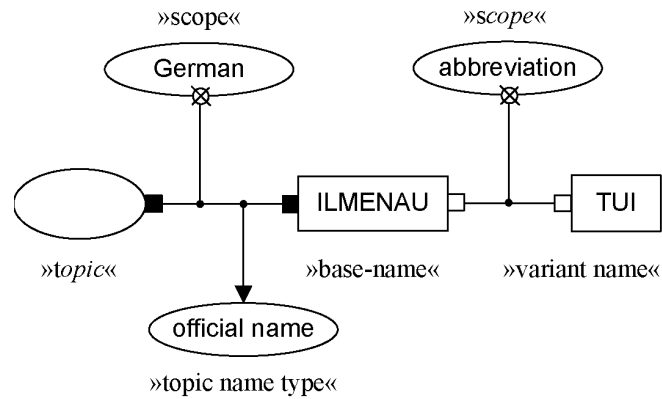 »scope«
»scope«
German
abbreviation
ILMENAU
TUI
»topic«
»base-name«
»variant name«
official name
»topic name type«